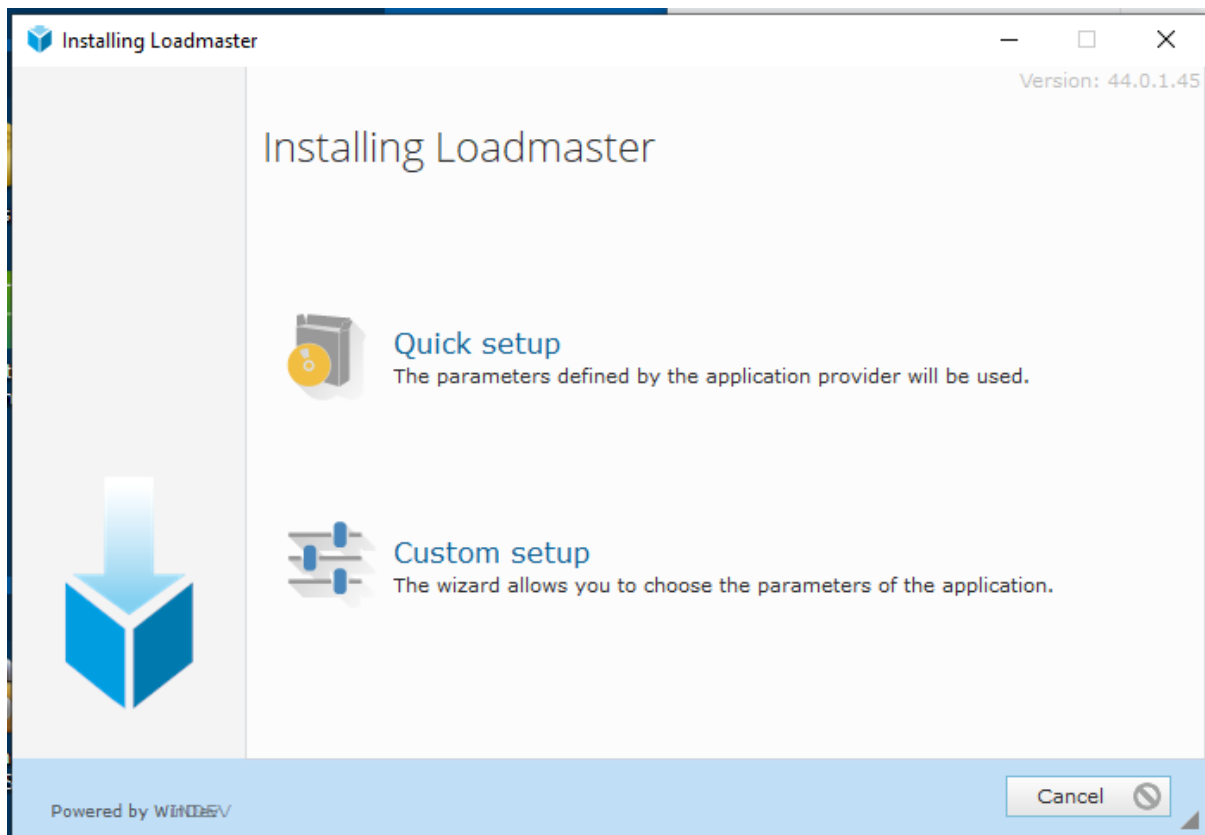 Installing Loadmaster
Version: 44.0.1.45
Installing Loadmaster
Quick setup
The parameters defined by the application provider will be used.
Custom setup
The wizard allows you to choose the parameters of the application.
Powered by
Cancel